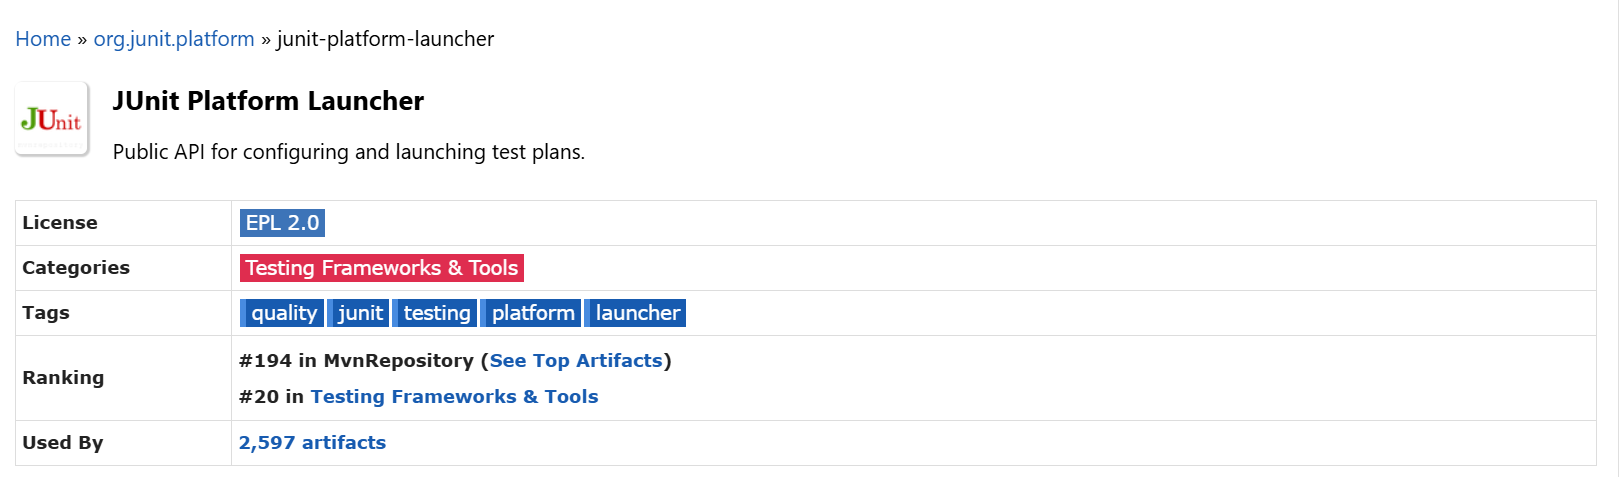 Home » org.junit.platform » junit-platform-launcher
JUnit
JUnit Platform Launcher
Public API for configuring and launching test plans.
License EPL 2.0
Categories Testing Frameworks & Tools
Tags quality junit testing platform launcher
Ranking #194 in MvnRepository (See Top Artifacts)
#20 in Testing Frameworks & Tools
Used By 2,597 artifacts